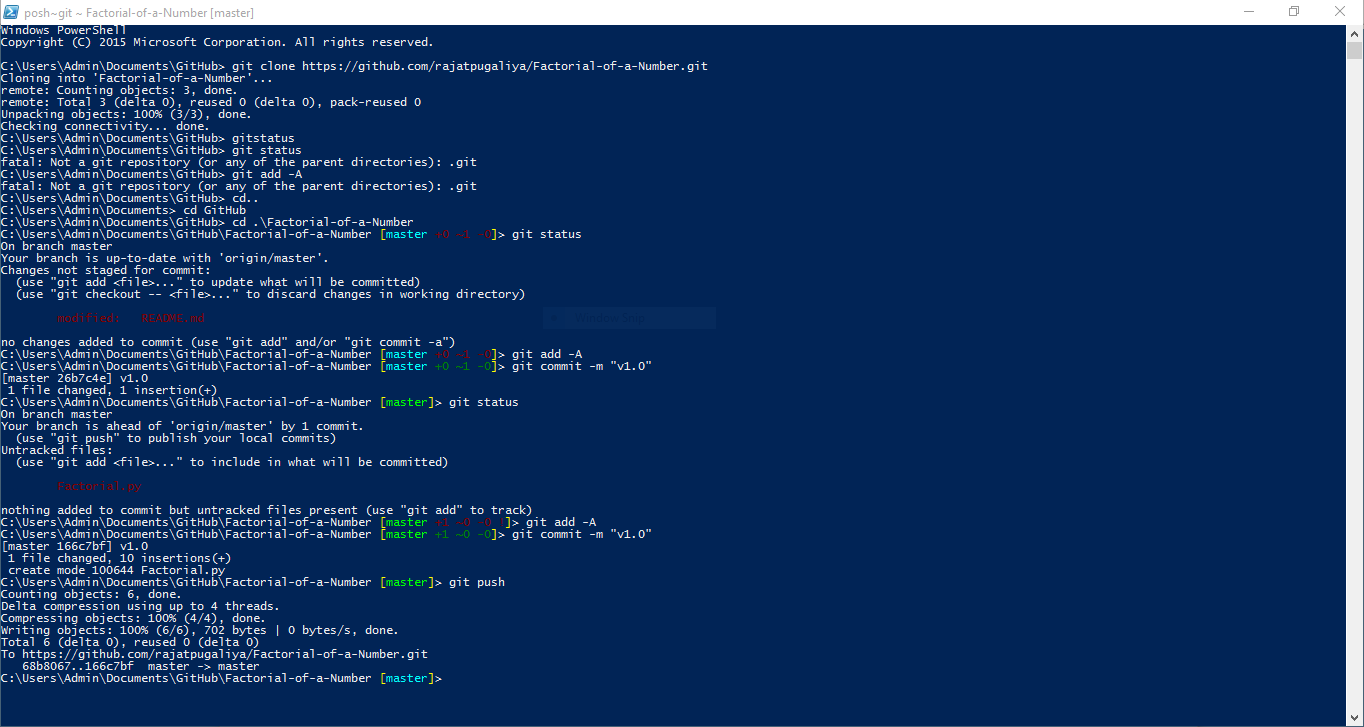 posh~git ~ Factorial-of-a-Number [master]
Windows PowerShell
Copyright (C) 2015 Microsoft Corporation. All rights reserved.
C:\Users\Admin\Documents\GitHub> git clone https://github.com/rajatpugaliya/Factorial-of-a-Number.git
Cloning into 'Factorial-of-a-Number'...
remote: Counting objects: 3, done.
remote: Total 3 (delta 0), reused 0 (delta 0), pack-reused 0
Unpacking objects: 100% (3/3), done.
Checking connectivity... done.
C:\Users\Admin\Documents\GitHub> gitstatus
C:\Users\Admin\Documents\GitHub> git status
fatal: Not a git repository (or any of the parent directories): .git
C:\Users\Admin\Documents\GitHub> git add -A
fatal: Not a git repository (or any of the parent directories): .git
C:\Users\Admin\Documents\GitHub> cd..
C:\Users\Admin\Documents> cd GitHub
C:\Users\Admin\Documents\GitHub> cd .\Factorial-of-a-Number
C:\Users\Admin\Documents\GitHub\Factorial-of-a-Number [master +0 ~1 -0]> git status
On branch master
Your branch is up-to-date with 'origin/master'.
Changes not staged for commit:
  (use "git add <file>..." to update what will be committed)
  (use "git checkout -- <file>..." to discard changes in working directory)
        modified:   README.md
no changes added to commit (use "git add" and/or "git commit -a")
C:\Users\Admin\Documents\GitHub\Factorial-of-a-Number [master +0 ~1 -0]> git add -A
C:\Users\Admin\Documents\GitHub\Factorial-of-a-Number [master +0 ~1 -0]> git commit -m "v1.0"
[master 26b7c4e] v1.0
 1 file changed, 1 insertion(+)
C:\Users\Admin\Documents\GitHub\Factorial-of-a-Number [master]> git status
On branch master
Your branch is ahead of 'origin/master' by 1 commit.
  (use "git push" to publish your local commits)
Untracked files:
  (use "git add <file>..." to include in what will be committed)
        Factorial.py
nothing added to commit but untracked files present (use "git add" to track)
C:\Users\Admin\Documents\GitHub\Factorial-of-a-Number [master +1 ~0 -0 !]> git add -A
C:\Users\Admin\Documents\GitHub\Factorial-of-a-Number [master +1 ~0 -0]> git commit -m "v1.0"
[master 166c7bf] v1.0
 1 file changed, 10 insertions(+)
 create mode 100644 Factorial.py
C:\Users\Admin\Documents\GitHub\Factorial-of-a-Number [master]> git push
Counting objects: 6, done.
Delta compression using up to 4 threads.
Compressing objects: 100% (4/4), done.
Writing objects: 100% (6/6), 702 bytes | 0 bytes/s, done.
Total 6 (delta 0), reused 0 (delta 0)
To https://github.com/rajatpugaliya/Factorial-of-a-Number.git
   68b8067..166c7bf  master -> master
C:\Users\Admin\Documents\GitHub\Factorial-of-a-Number [master]>